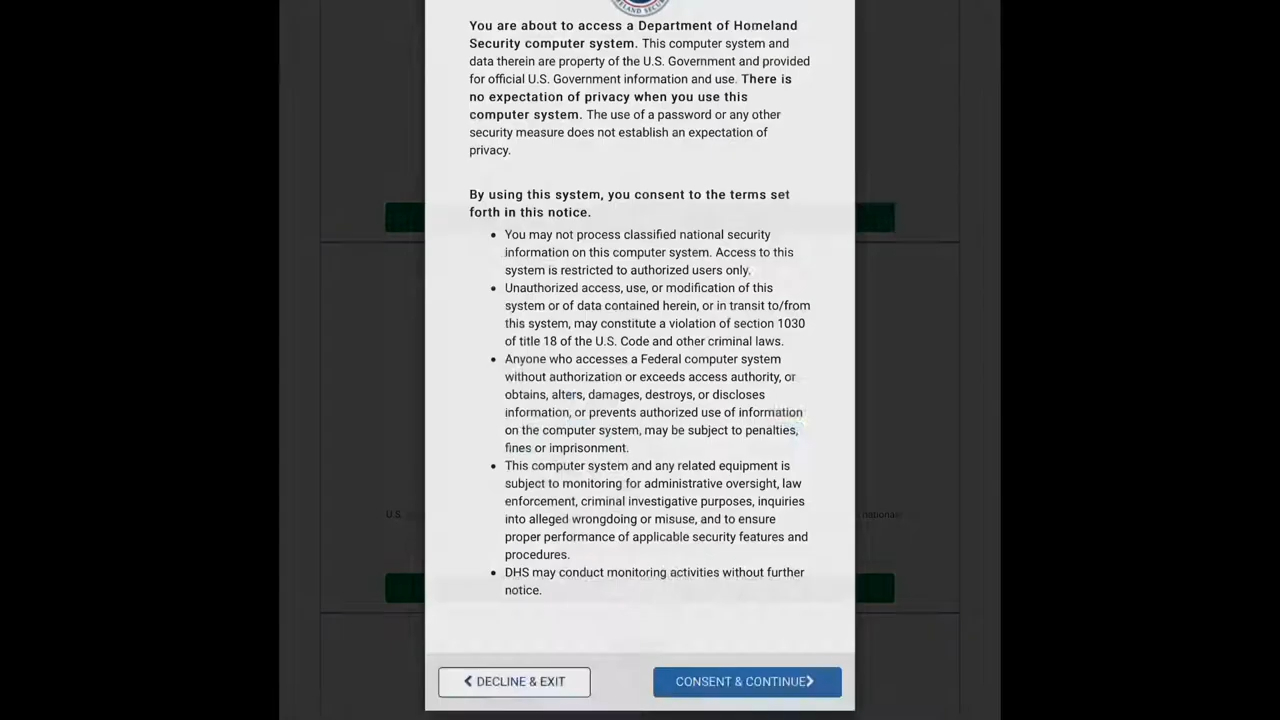 You are about to access a Department of Homeland
Security computer system. This computer system and
data therein are property of the U.S. Government and provided
for official U.S. Government information and use. There is
no expectation of privacy when you use this
computer system. The use of a password or any other
security measure does not establish an expectation of
privacy.
By using this system, you consent to the terms set
forth in this notice.
• You may not process classified national security
information on this computer system. Access to this
system is restricted to authorized users only.
• Unauthorized access, use, or modification of this
system or of data contained herein, or in transit to/from
this system, may constitute a violation of section 1030
of title 18 of the U.S. Code and other criminal laws.
• Anyone who accesses a Federal computer system
without authorization or exceeds access authority, or
obtains, alters, damages, destroys, or discloses
information, or prevents authorized use of information
on the computer system, may be subject to penalties,
fines or imprisonment.
• This computer system and any related equipment is
subject to monitoring for administrative oversight, law
enforcement, criminal investigative purposes, inquiries
into alleged wrongdoing or misuse, and to ensure
proper performance of applicable security features and
procedures.
• DHS may conduct monitoring activities without further
notice.
U.S.
DECLINE & EXIT
CONSENT & CONTINUE